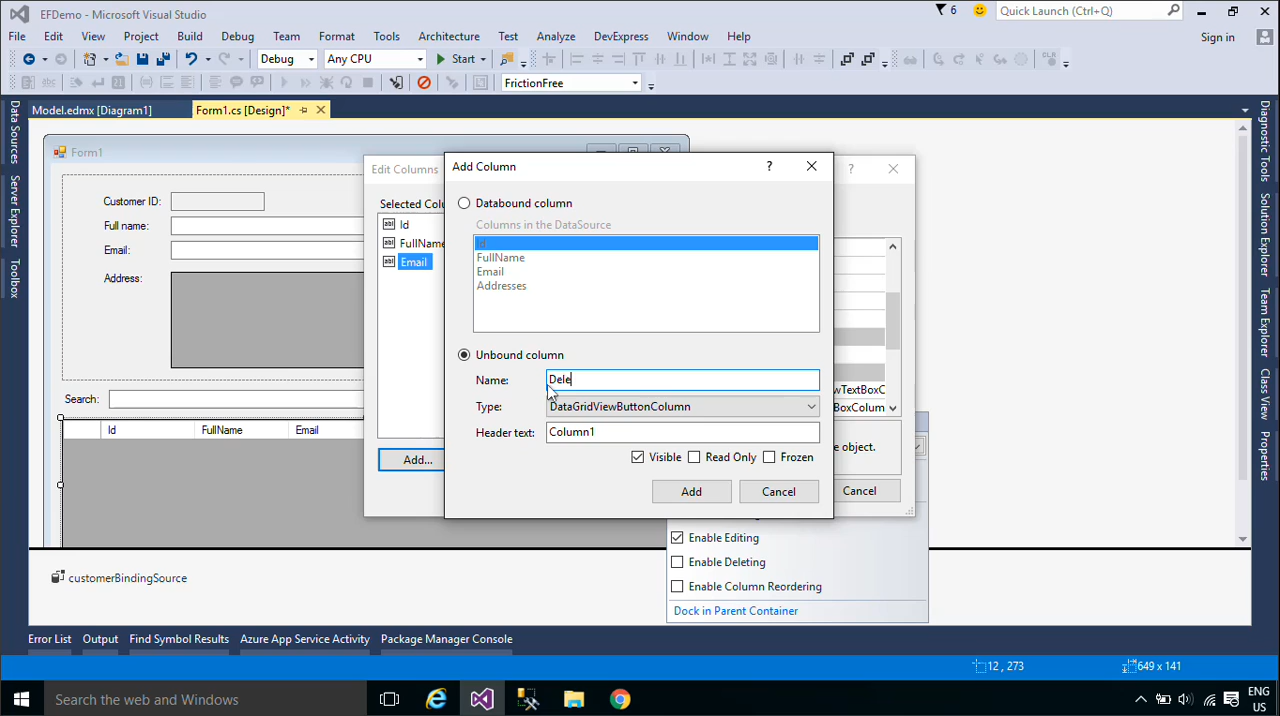 EFDemo - Microsoft Visual Studio
6
Quick Launch (Ctrl+Q)
File Edit View Project Build Debug Team Format Tools Architecture Test Analyze DevExpress Window Help
Sign in
Debug
Any CPU
Start
FrictionFree
Model.edmx [Diagram1]
Form1.cs [Design]*
Data Sources
Server Explorer
Toolbox
Diagnostic Tools
Solution Explorer
Team Explorer
Class View
Properties
Form1
Customer ID:
Full name:
Email:
Address:
Search:
Id FullName Email
Edit Columns
?
Selected Colu
Id
FullName
Email
Add...
wTextBoxC
BoxColum
e object.
Cancel
Add Column
?
Databound column
Columns in the DataSource
Id
FullName
Email
Addresses
Unbound column
Name: Dele
Type: DataGridViewButtonColumn
Header text: Column1
Visible Read Only Frozen
Add Cancel
Enable Editing
Enable Deleting
Enable Column Reordering
Dock in Parent Container
customerBindingSource
Error List Output Find Symbol Results Azure App Service Activity Package Manager Console
12 , 273
649 x 141
Search the web and Windows
ENG
US